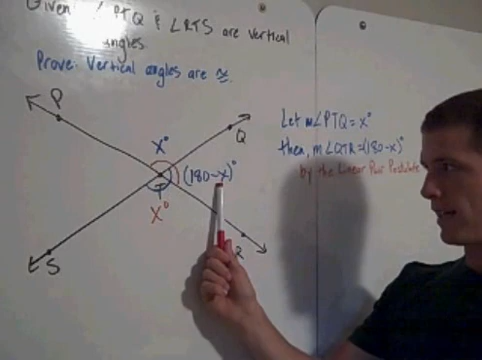 Given: ∠PTQ & ∠RTS are vertical
angles.
Prove: Vertical angles are ≅.
P
Q
X°
(180-x)°
T
X°
S
R
Let m∠PTQ = x°
then, m∠QTR = (180-x)°
by the Linear Pair Postulate